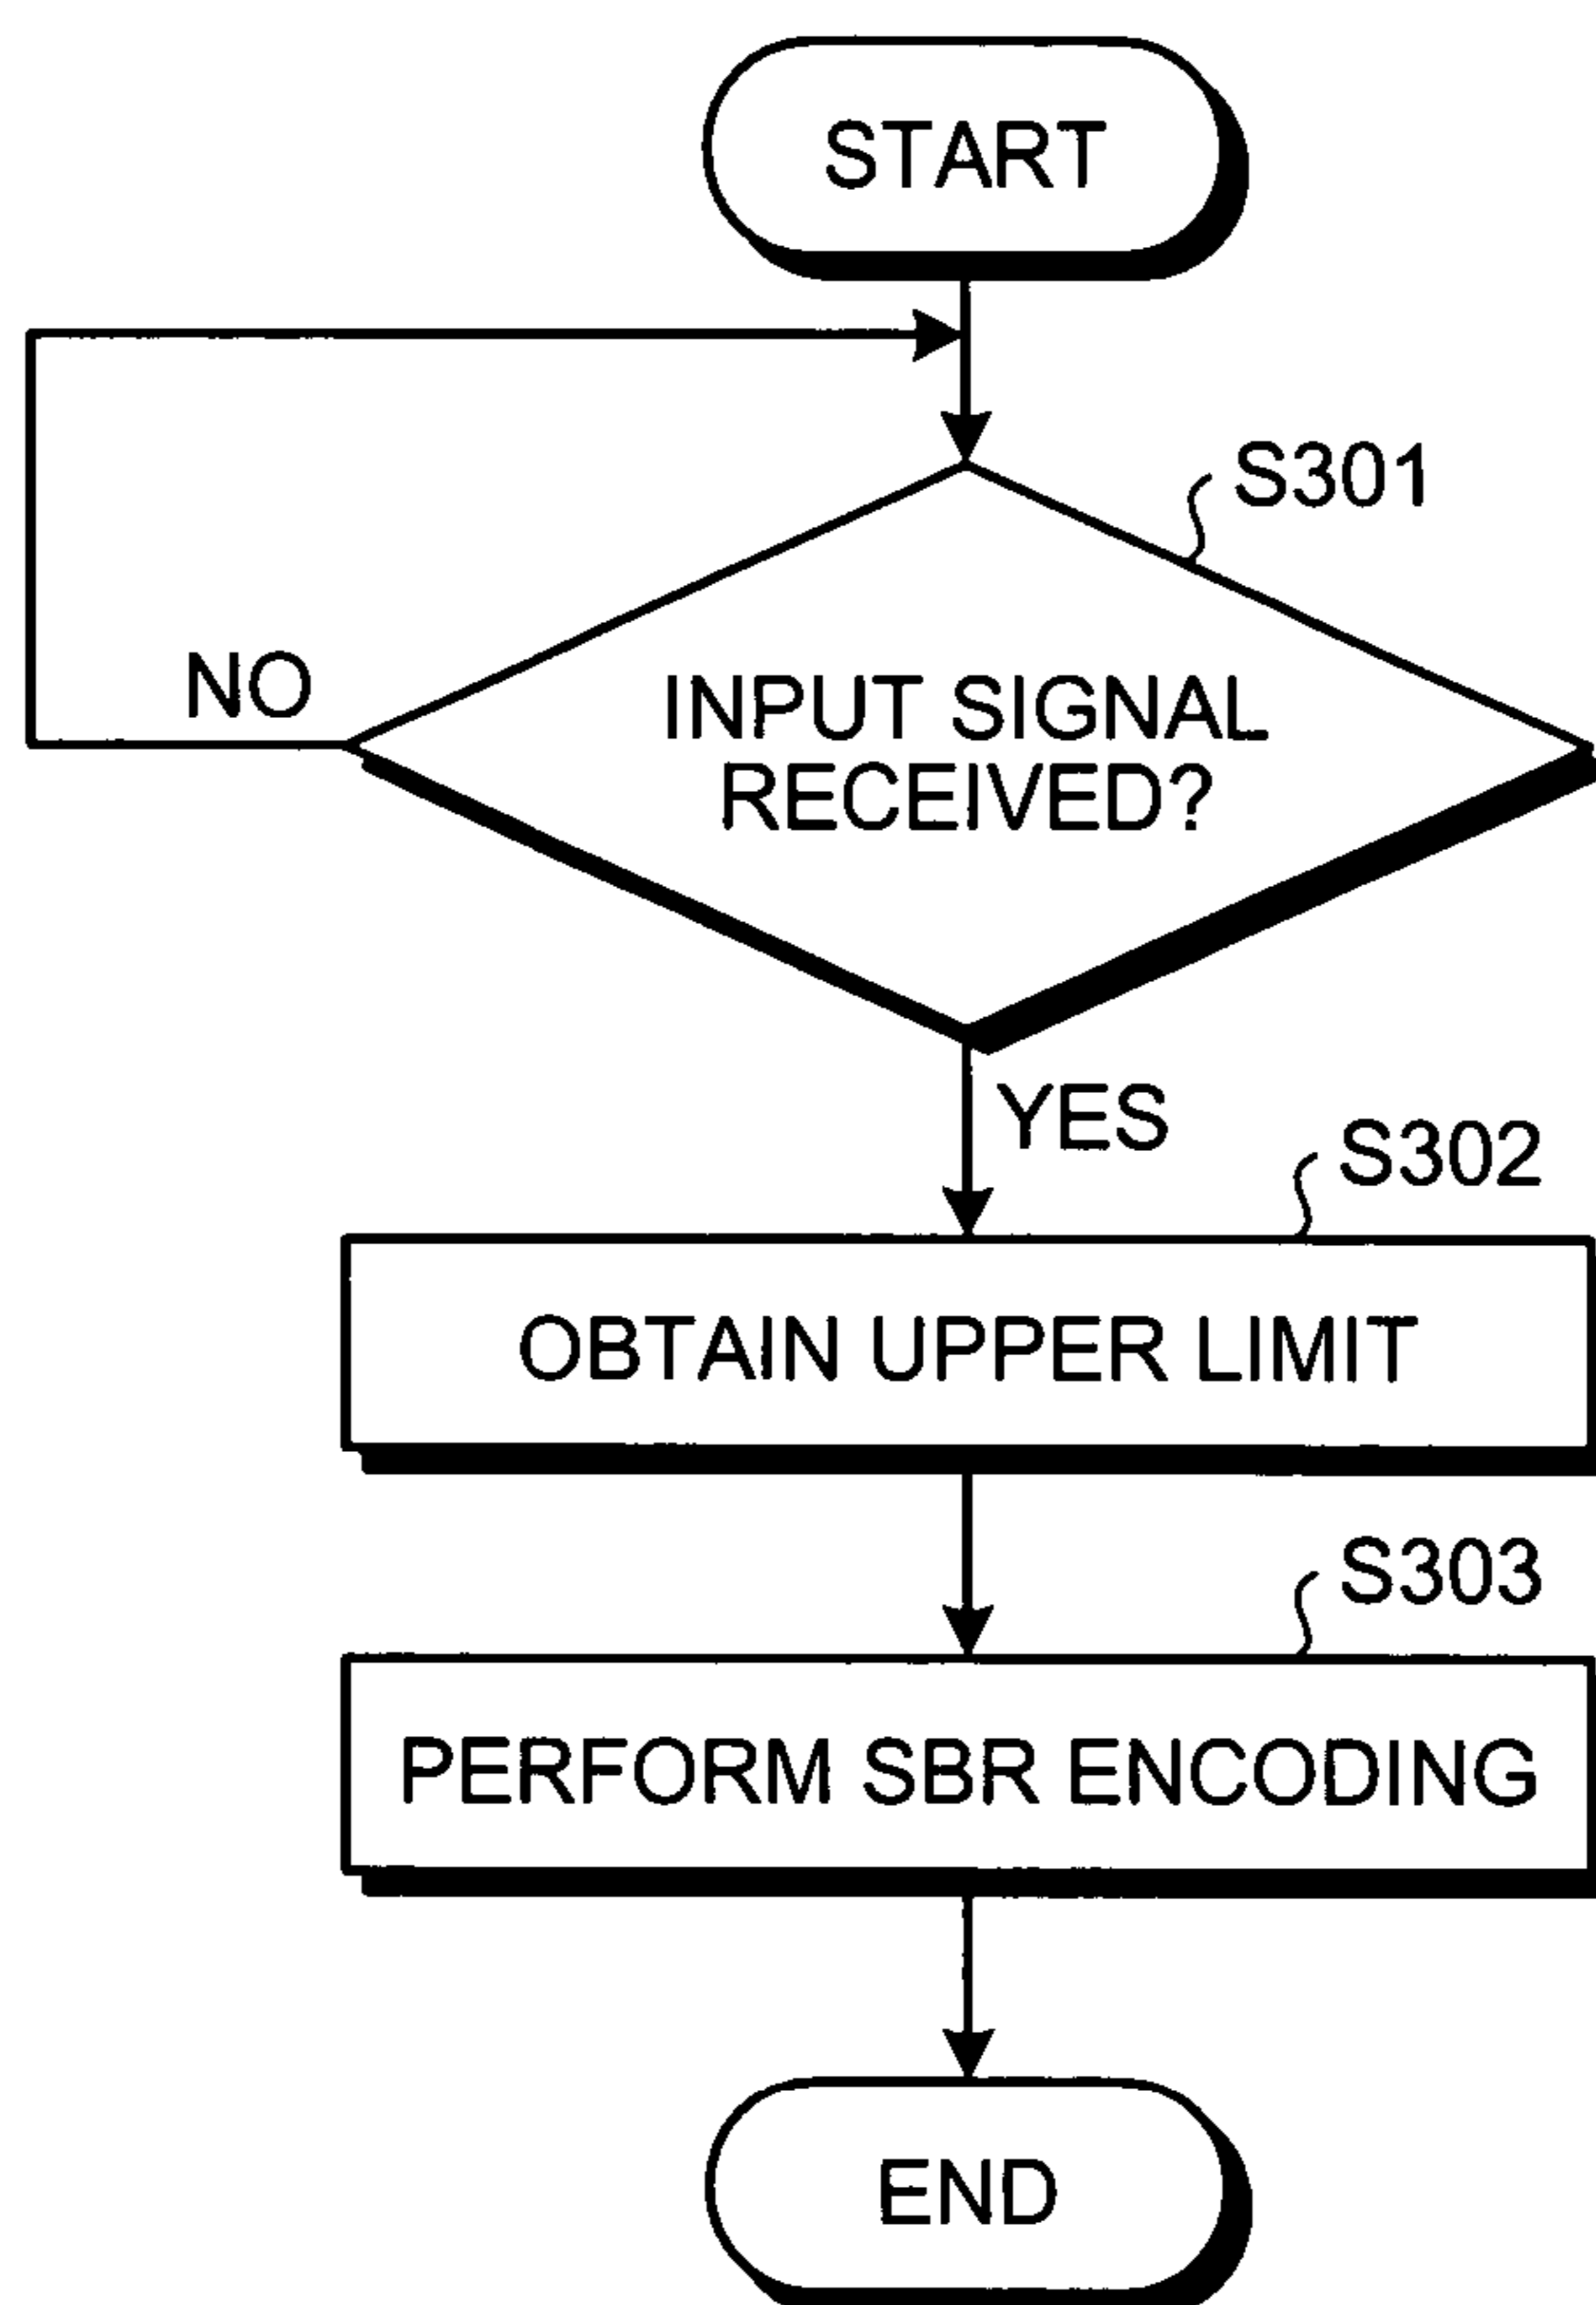 START
S301
NO
INPUT SIGNAL
RECEIVED?
YES
S302
OBTAIN UPPER LIMIT
S303
PERFORM SBR ENCODING
END